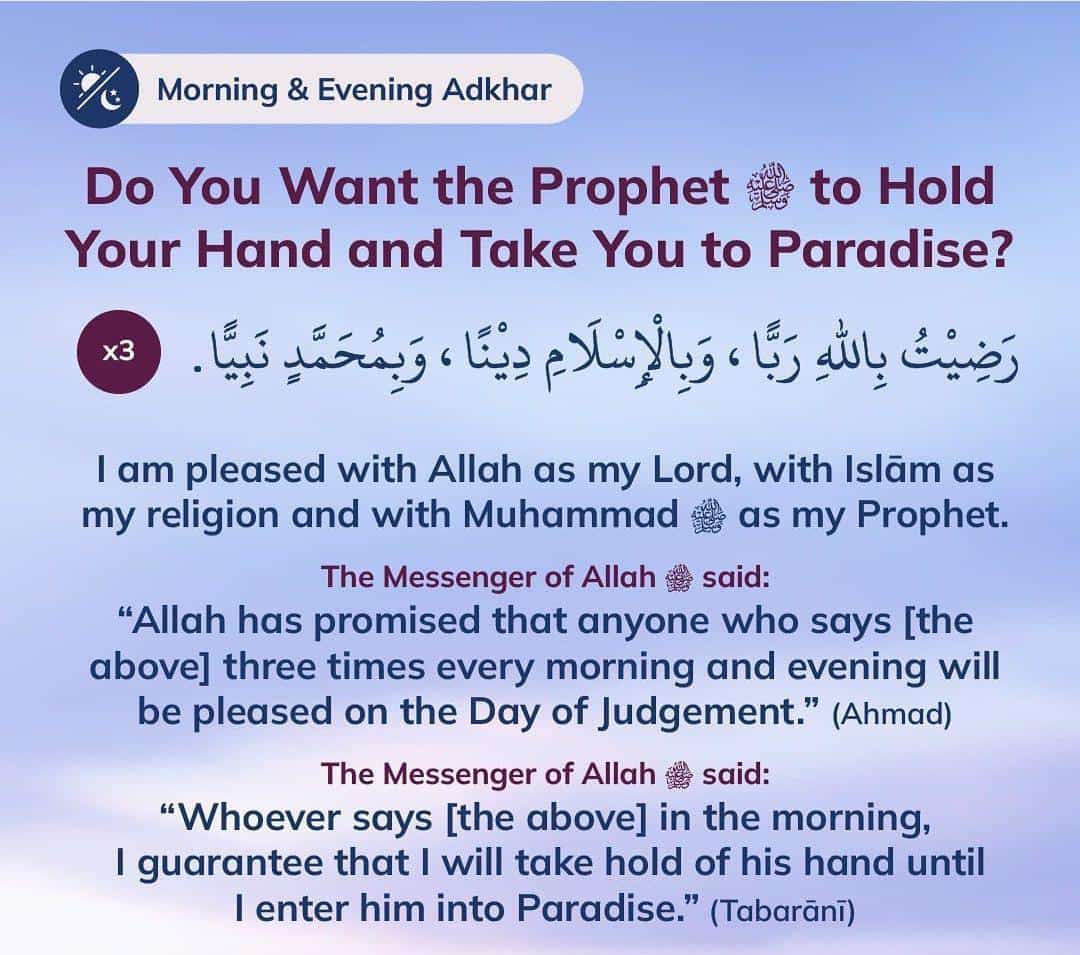 Morning & Evening Adkhar
Do You Want the Prophet ﷺ to Hold
Your Hand and Take You to Paradise?
رَضِيْتُ بِاللهِ رَبًّا ، وَبِالْإِسْلَامِ دِيْنًا ، وَبِمُحَمَّدٍ نَبِيًّا .
x3
I am pleased with Allah as my Lord, with Islām as
my religion and with Muhammad ﷺ as my Prophet.
The Messenger of Allah ﷺ said:
“Allah has promised that anyone who says [the
above] three times every morning and evening will
be pleased on the Day of Judgement.” (Ahmad)
The Messenger of Allah ﷺ said:
“Whoever says [the above] in the morning,
I guarantee that I will take hold of his hand until
I enter him into Paradise.” (Tabarānī)